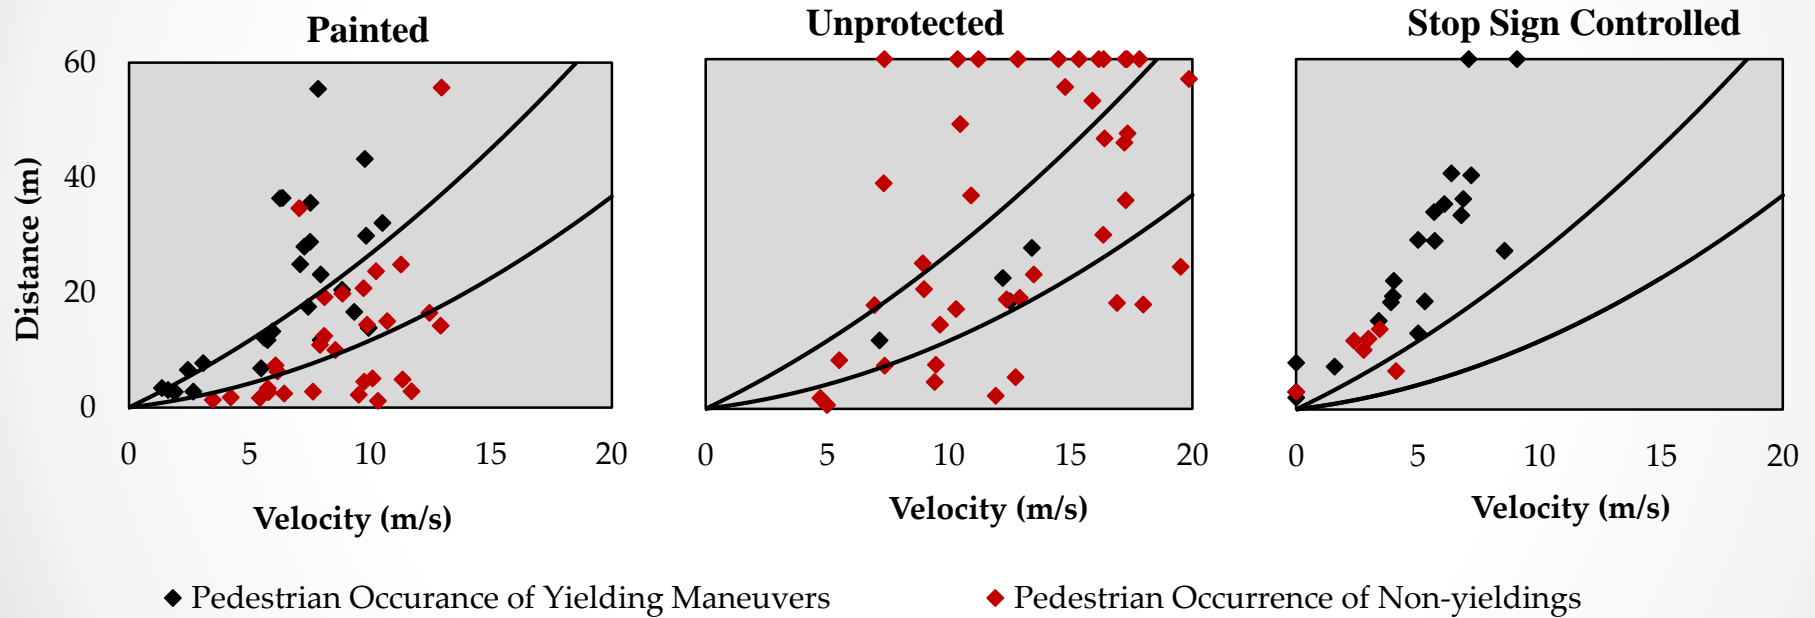 Painted
Unprotected
Stop Sign Controlled
Distance (m)
60
40
20
0
0 5 10 15 20
0 5 10 15 20
0 5 10 15 20
Velocity (m/s)
Velocity (m/s)
Velocity (m/s)
Pedestrian Occurance of Yielding Maneuvers
Pedestrian Occurrence of Non-yieldings